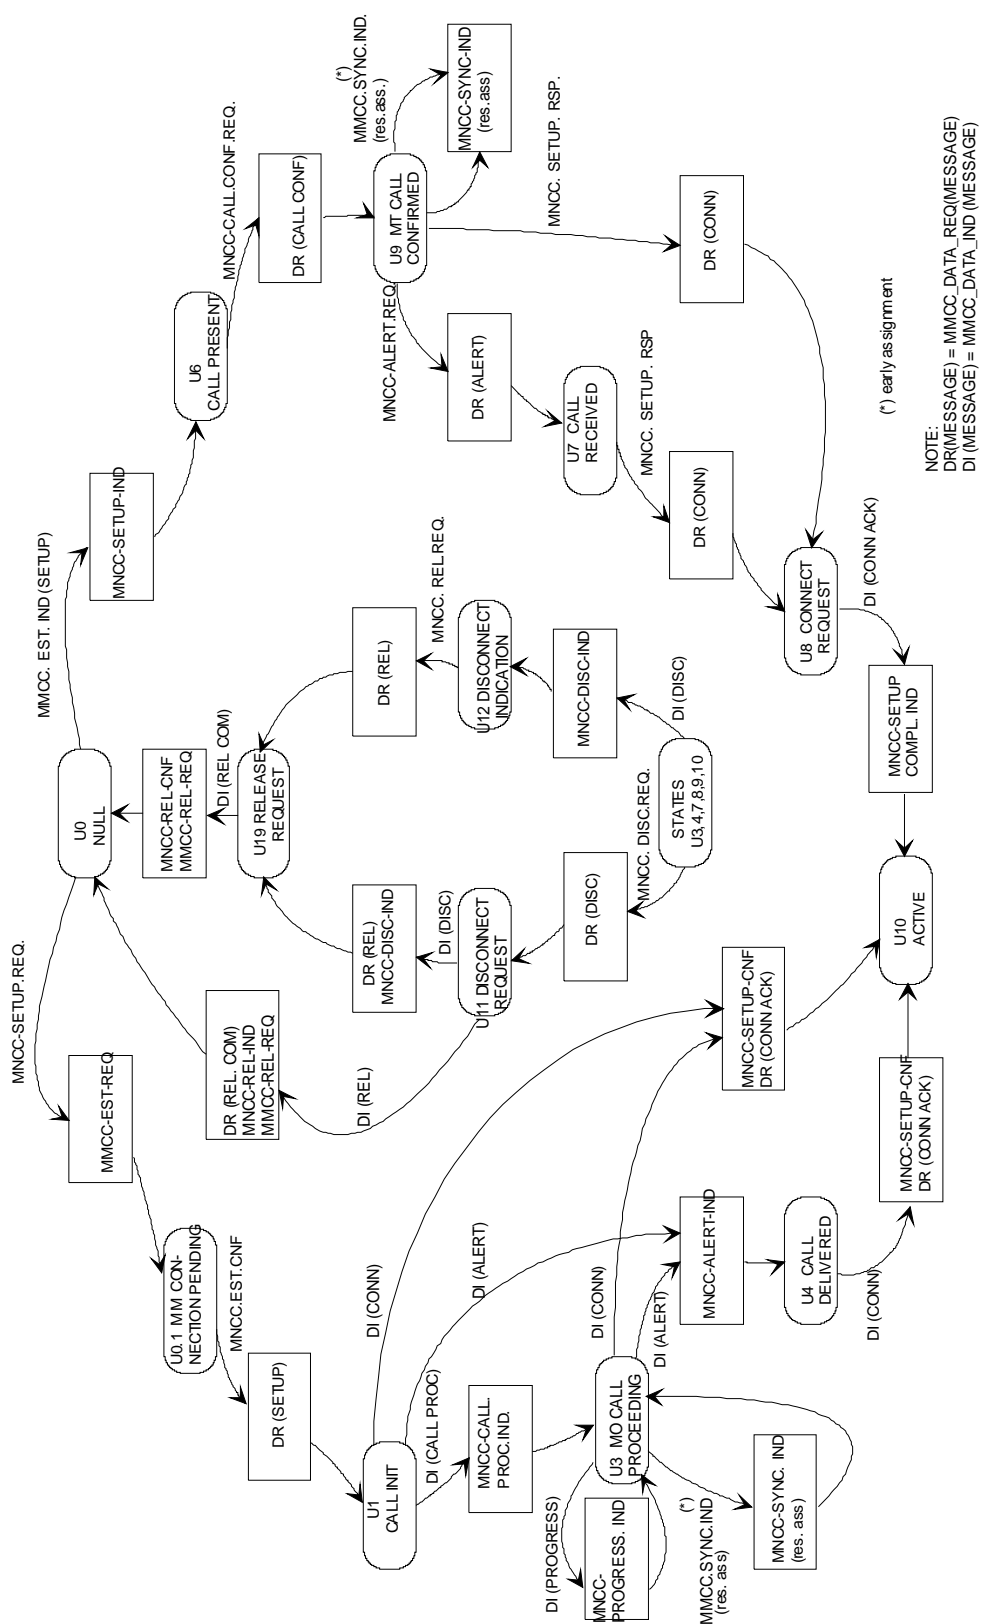 MNCC-SETUP.REQ.
MMCC. EST. IND (SETUP)
U0
NULL
MMCC-EST-REQ
U0.1 MM CON-
NECTION PENDING
MNCC.EST.CNF
DR (SETUP)
U1
CALL INIT
DI (CALL PROC)
MNCC-CALL.
PROC.IND.
DI (PROGRESS)
MNCC-
PROGRESS. IND
U3 MO CALL
PROCEEDING
(*)
MMCC.SYNC.IND
(res. ass)
MNCC-SYNC. IND
(res. ass)
DI (CONN)
DI (ALERT)
DI (CONN)
DI (ALERT)
MNCC-ALERT-IND
U4 CALL
DELIVERED
DI (CONN)
MNCC-SETUP-CNF
DR (CONN ACK)
MNCC-SETUP-CNF
DR (CONN ACK)
U10
ACTIVE
DR (REL. COM)
MNCC-REL-IND
MMCC-REL-REQ
DI (REL)
MNCC-REL-CNF
MMCC-REL-REQ
DI (REL COM)
U19 RELEASE
REQUEST
DR (REL)
MNCC-DISC-IND
DI (DISC)
U11 DISCONNECT
REQUEST
DR (DISC)
MNCC. DISC.REQ.
STATES
U3,4,7,8,9,10
DI (DISC)
MNCC-DISC-IND
U12 DISCONNECT
INDICATION
MNCC. REL.REQ.
DR (REL)
MNCC-SETUP-IND
U6
CALL PRESENT
MNCC-CALL.CONF.REQ.
DR (CALL CONF)
U9 MT CALL
CONFIRMED
(*)
MMCC.SYNC.IND.
(res.ass.)
MNCC-SYNC-IND
(res.ass)
MNCC-ALERT.REQ.
DR (ALERT)
U7 CALL
RECEIVED
MNCC. SETUP. RSP
DR (CONN)
MNCC. SETUP. RSP.
DR (CONN)
U8 CONNECT
REQUEST
DI (CONN ACK)
MNCC-SETUP
COMPL. IND
(*) early assignment
NOTE:
DR(MESSAGE) = MMCC_DATA_REQ(MESSAGE)
DI (MESSAGE) = MMCC_DATA_IND (MESSAGE)